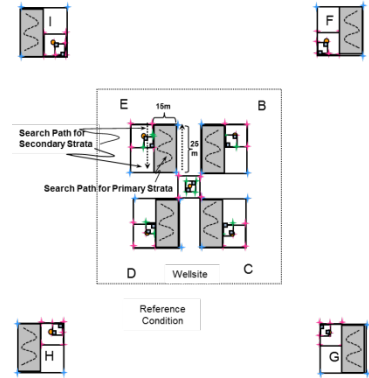 I
F
E
B
15m
Search Path for
Secondary Strata
25
m
Search Path for Primary Strata
D
Wellsite
C
Reference
Condition
H
G